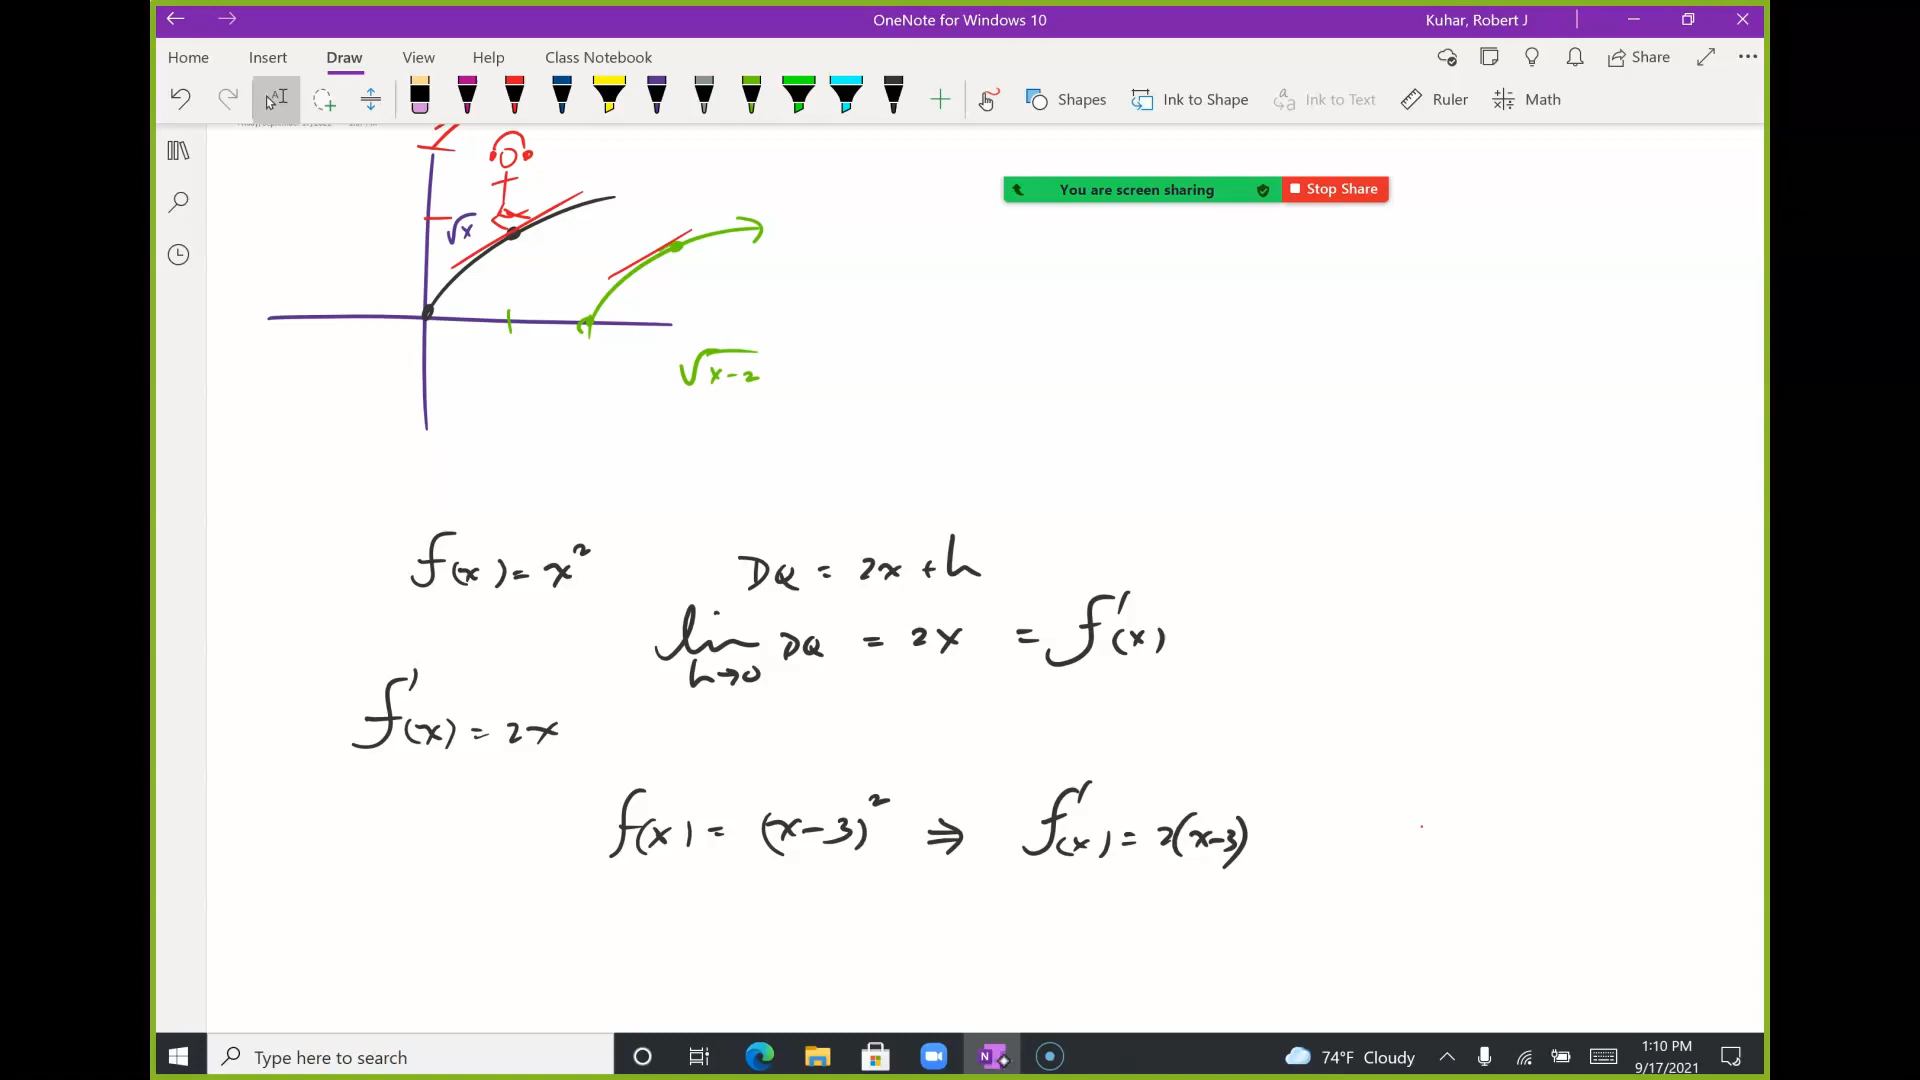 OneNote for Windows 10
Kuhar, Robert J
Home Insert Draw View Help Class Notebook
Share
Shapes Ink to Shape Ink to Text Ruler Math
You are screen sharing Stop Share
√x
√x-2
f(x) = x² DQ = 2x + h
lim DQ = 2x = f'(x)
h→0
f'(x) = 2x
f(x) = (x-3)² ⇒ f'(x) = 2(x-3)
Type here to search
74°F Cloudy
1:10 PM
9/17/2021